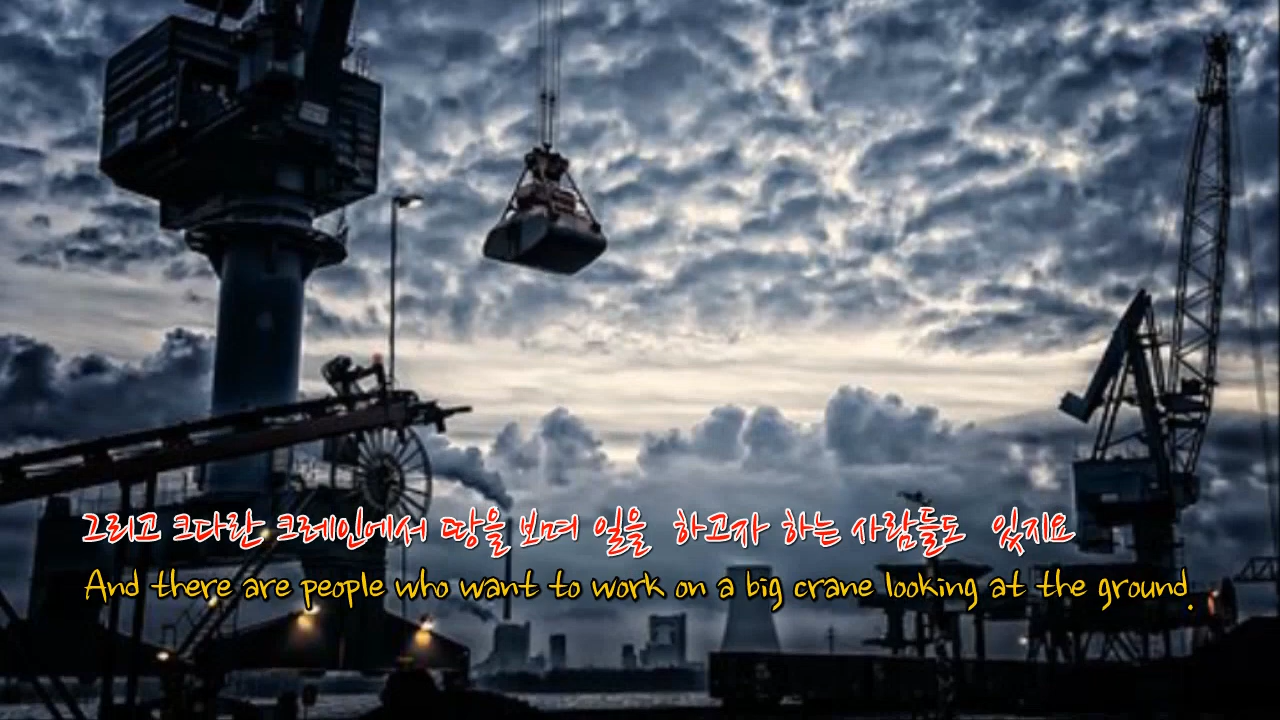 그리고 크다란 크레인에서 땅을 보며 일을 하고자 하는 사람들도 있지요
And there are people who want to work on a big crane looking at the ground.